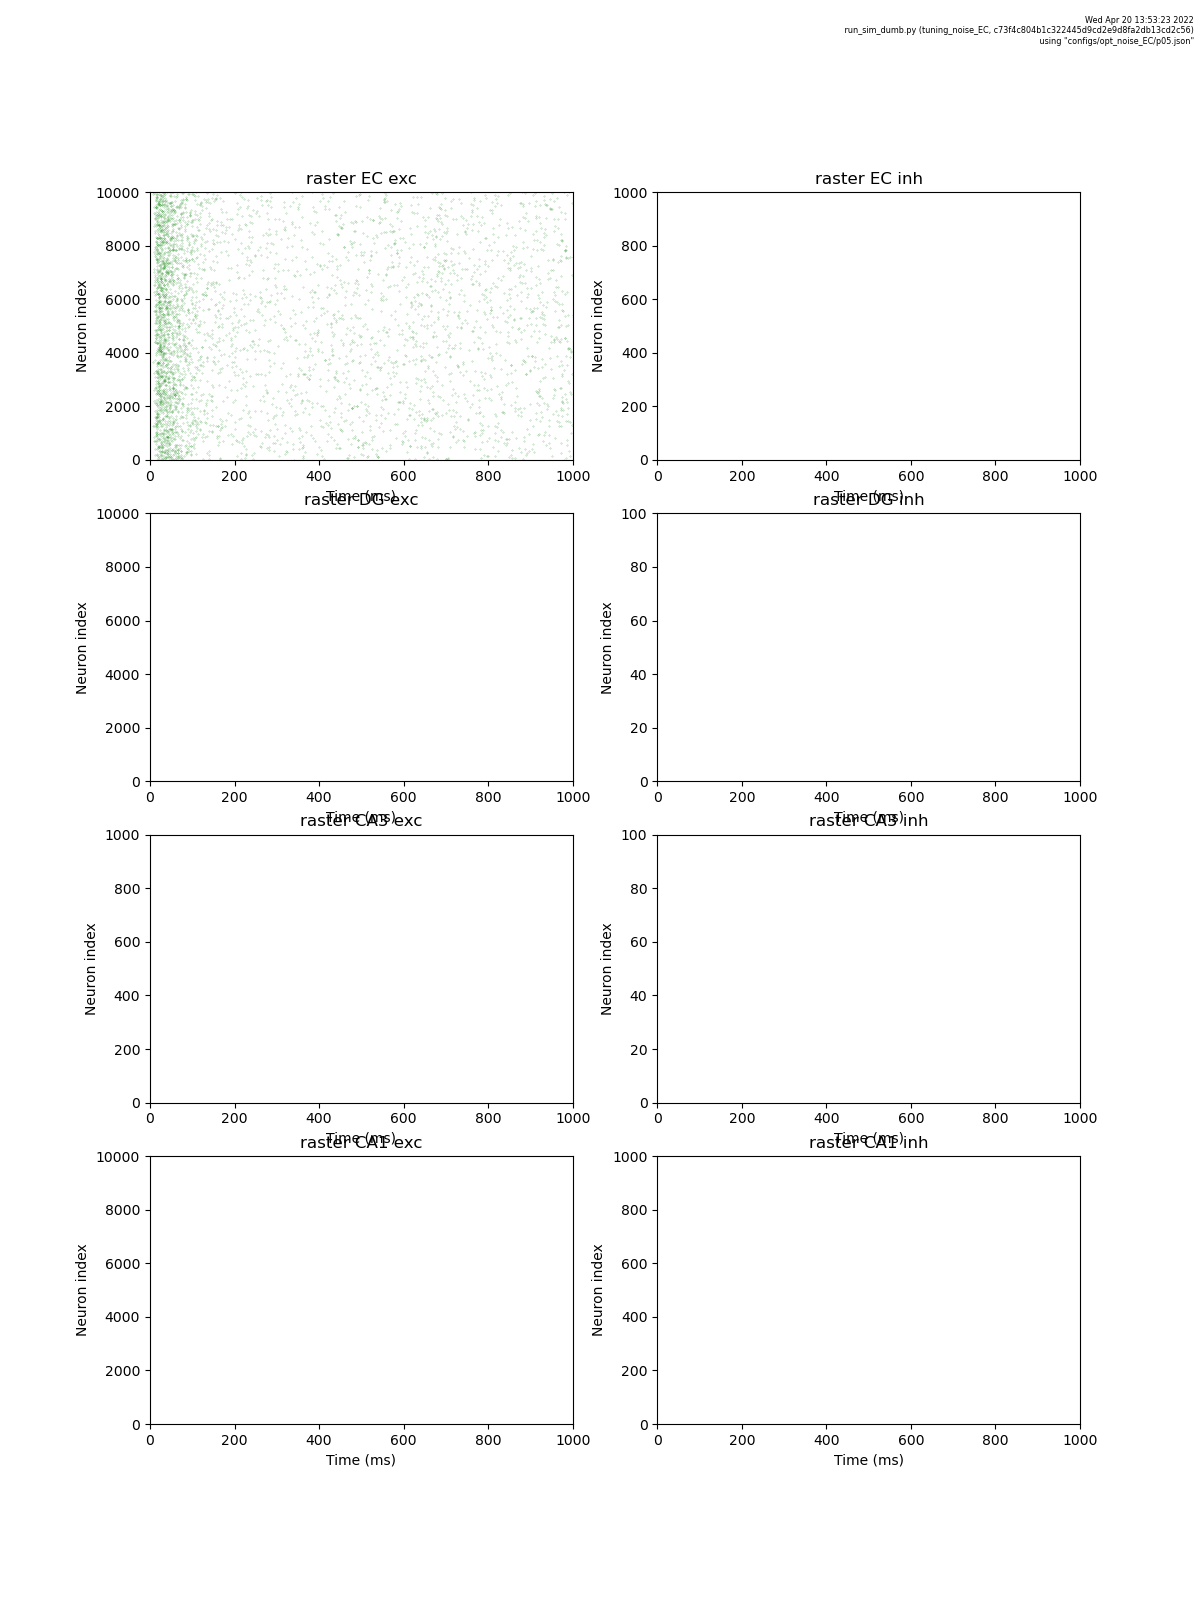 Wed Apr 20 13:53:23 2022
run_sim_dumb.py (tuning_noise_EC, c73f4c804b1c322445d9cd2e9d8fa2db13cd2c56)
using "configs/opt_noise_EC/p05.json"
raster EC exc
10000
8000
6000
4000
2000
0
Neuron index
0 200 400 600 800 1000
Time (ms)
raster EC inh
1000
800
600
400
200
0
Neuron index
0 200 400 600 800 1000
Time (ms)
raster DG exc
10000
8000
6000
4000
2000
0
Neuron index
0 200 400 600 800 1000
Time (ms)
raster DG inh
100
80
60
40
20
0
Neuron index
0 200 400 600 800 1000
Time (ms)
raster CA3 exc
1000
800
600
400
200
0
Neuron index
0 200 400 600 800 1000
Time (ms)
raster CA3 inh
100
80
60
40
20
0
Neuron index
0 200 400 600 800 1000
Time (ms)
raster CA1 exc
10000
8000
6000
4000
2000
0
Neuron index
0 200 400 600 800 1000
Time (ms)
raster CA1 inh
1000
800
600
400
200
0
Neuron index
0 200 400 600 800 1000
Time (ms)